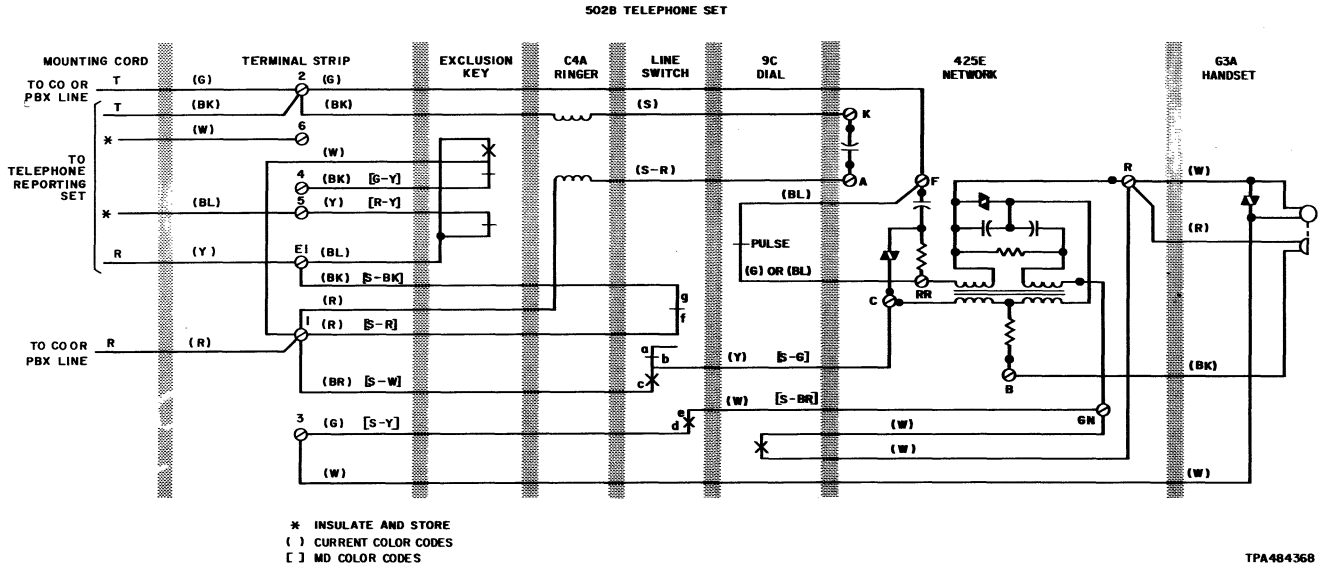 502B TELEPHONE SET
MOUNTING CORD
TERMINAL STRIP
EXCLUSION
KEY
C4A
RINGER
LINE
SWITCH
9C
DIAL
425E
NETWORK
G3A
HANDSET
TO CO OR
PBX LINE
T
(G)
2
(G)
T
(BK)
(BK)
(S)
K
*
(W)
6
(W)
TO
TELEPHONE
REPORTING
SET
4
(BK) [G-Y]
(S-R)
A
F
R
(W)
*
(BL)
5
(Y) [R-Y]
(BL)
(R)
PULSE
R
(Y)
E1
(BL)
(BK) [S-BK]
(G) OR (BL)
RR
C
(R)
g
f
1
(R) [S-R]
TO CO OR
PBX LINE
R
(R)
a
b
c
(Y) [S-G]
(BK)
B
(BR) [S-W]
(W) [S-BR]
e
d
GN
3
(G) [S-Y]
(W)
(W)
(W)
(W)
* INSULATE AND STORE
( ) CURRENT COLOR CODES
[ ] MD COLOR CODES
TPA484368